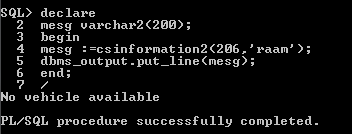 SQL> declare
  2  mesg varchar2(200);
  3  begin
  4  mesg :=csinformation2(206,'raam');
  5  dbms_output.put_line(mesg);
  6  end;
  7  /
No vehicle available
PL/SQL procedure successfully completed.